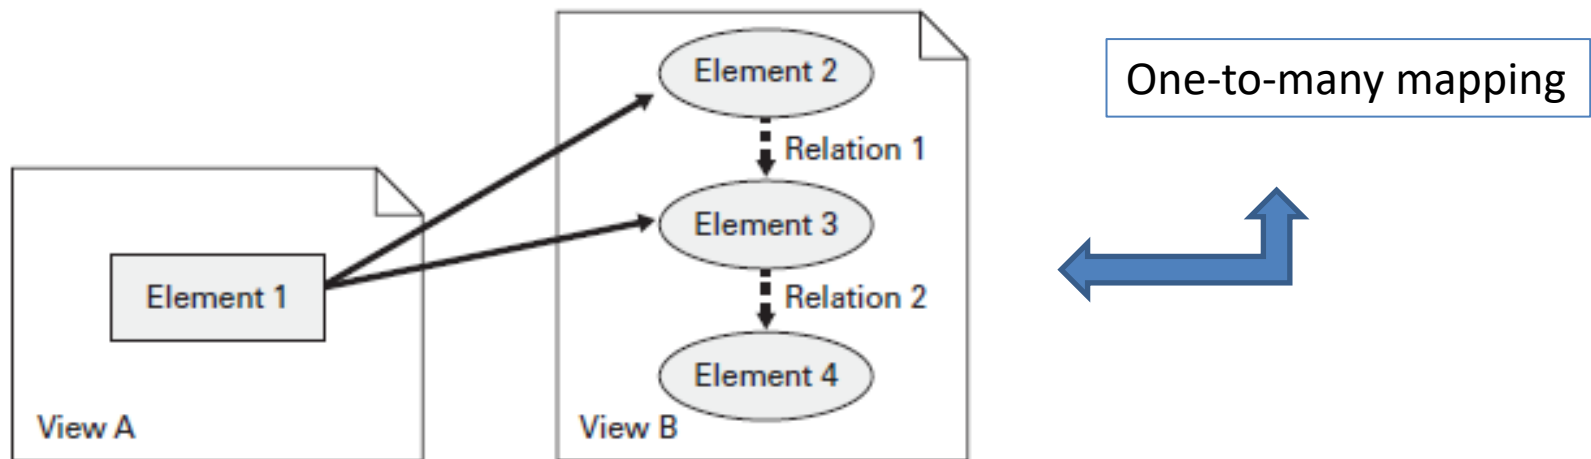 Element 1
View A
Element 2
Relation 1
Element 3
Relation 2
Element 4
View B
One-to-many mapping